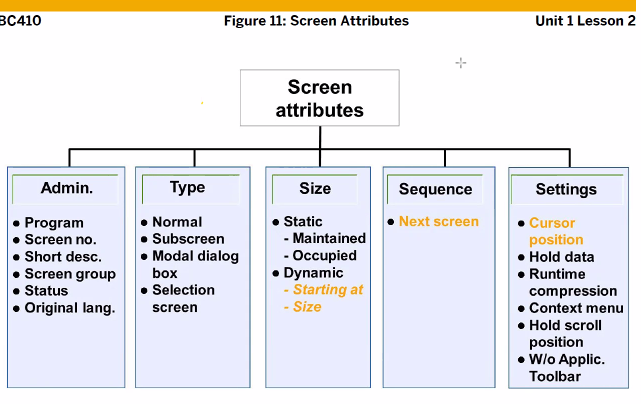 BC410
Figure 11: Screen Attributes
Unit 1 Lesson 2
Screen
attributes
Admin.
● Program
● Screen no.
● Short desc.
● Screen group
● Status
● Original lang.
Type
● Normal
● Subscreen
● Modal dialog
box
● Selection
screen
Size
● Static
- Maintained
- Occupied
● Dynamic
- Starting at
- Size
Sequence
● Next screen
Settings
● Cursor
position
● Hold data
● Runtime
compression
● Context menu
● Hold scroll
position
● W/o Applic.
Toolbar